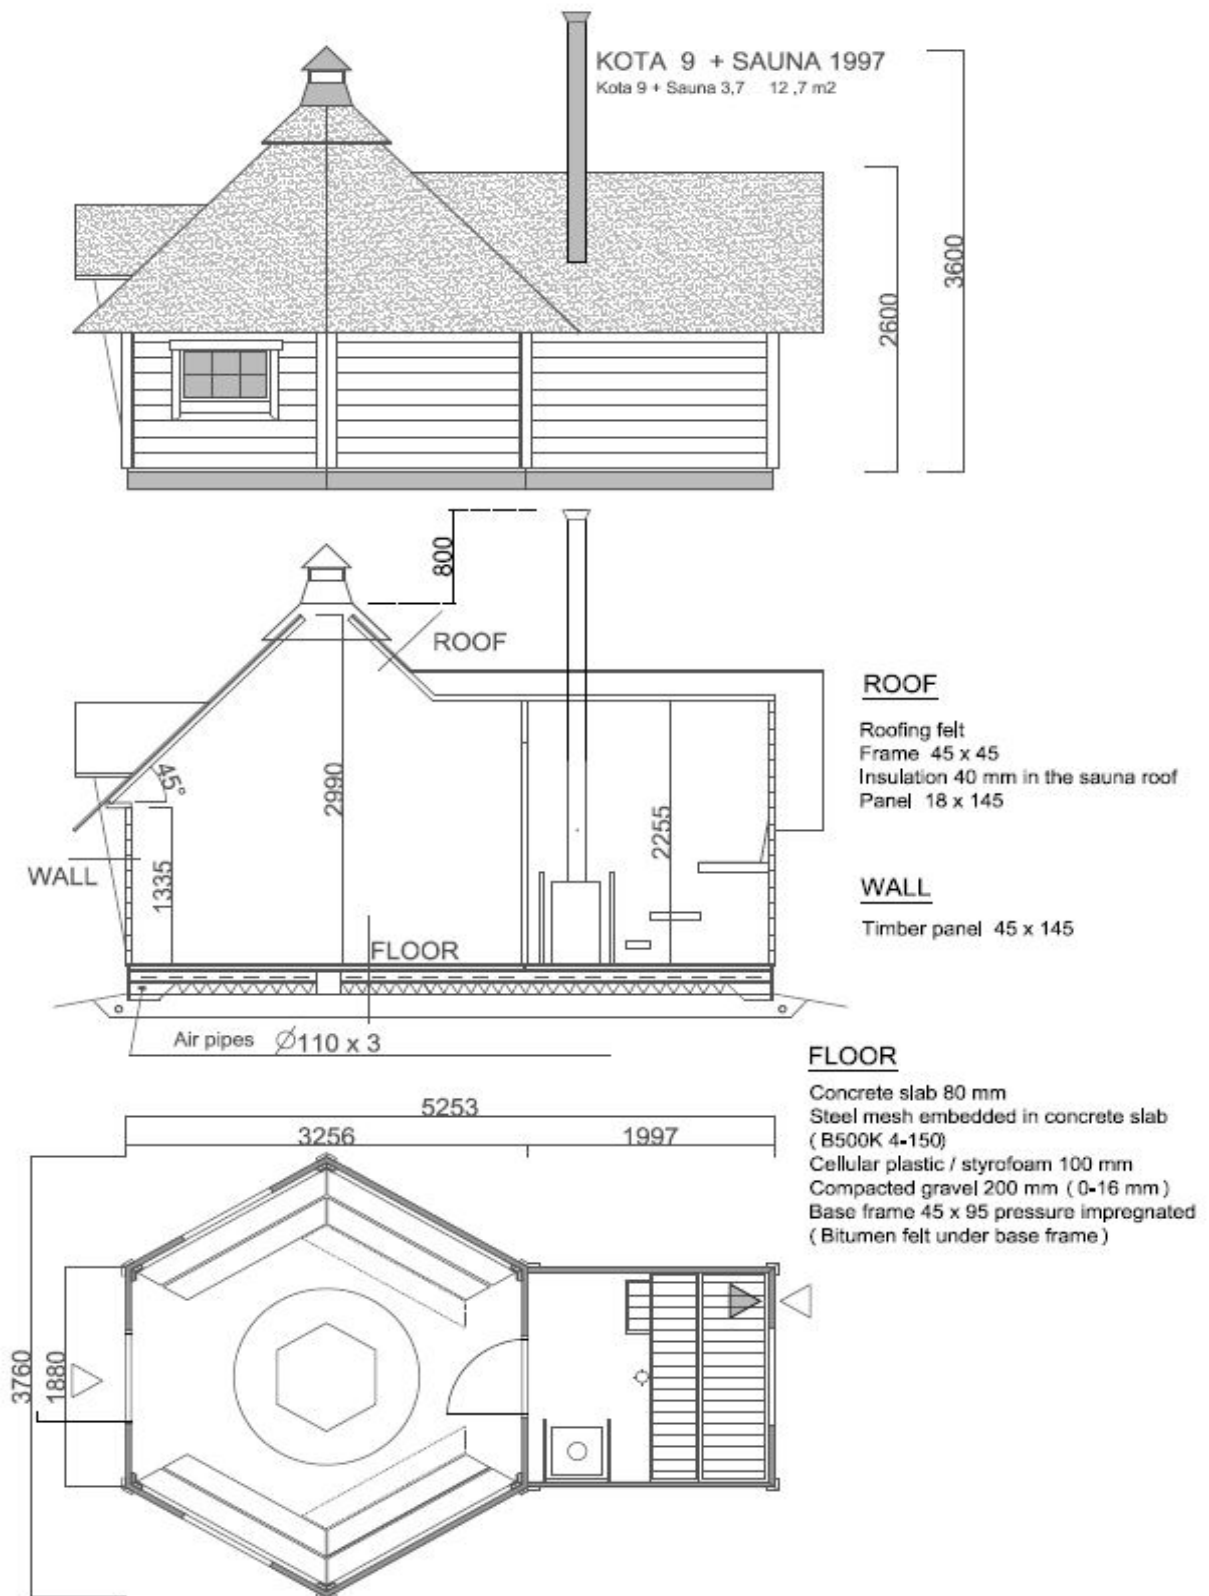 KOTA 9 + SAUNA 1997
Kota 9 + Sauna 3,7 12 ,7 m2
3600
2600
800
ROOF
45°
2990
2255
1335
WALL
FLOOR
Air pipes Ø110 x 3
ROOF
Roofing felt
Frame 45 x 45
Insulation 40 mm in the sauna roof
Panel 18 x 145
WALL
Timber panel 45 x 145
FLOOR
Concrete slab 80 mm
Steel mesh embedded in concrete slab
( B500K 4-150)
Cellular plastic / styrofoam 100 mm
Compacted gravel 200 mm ( 0-16 mm )
Base frame 45 x 95 pressure impregnated
( Bitumen felt under base frame )
5253
3256
1997
3760
1880